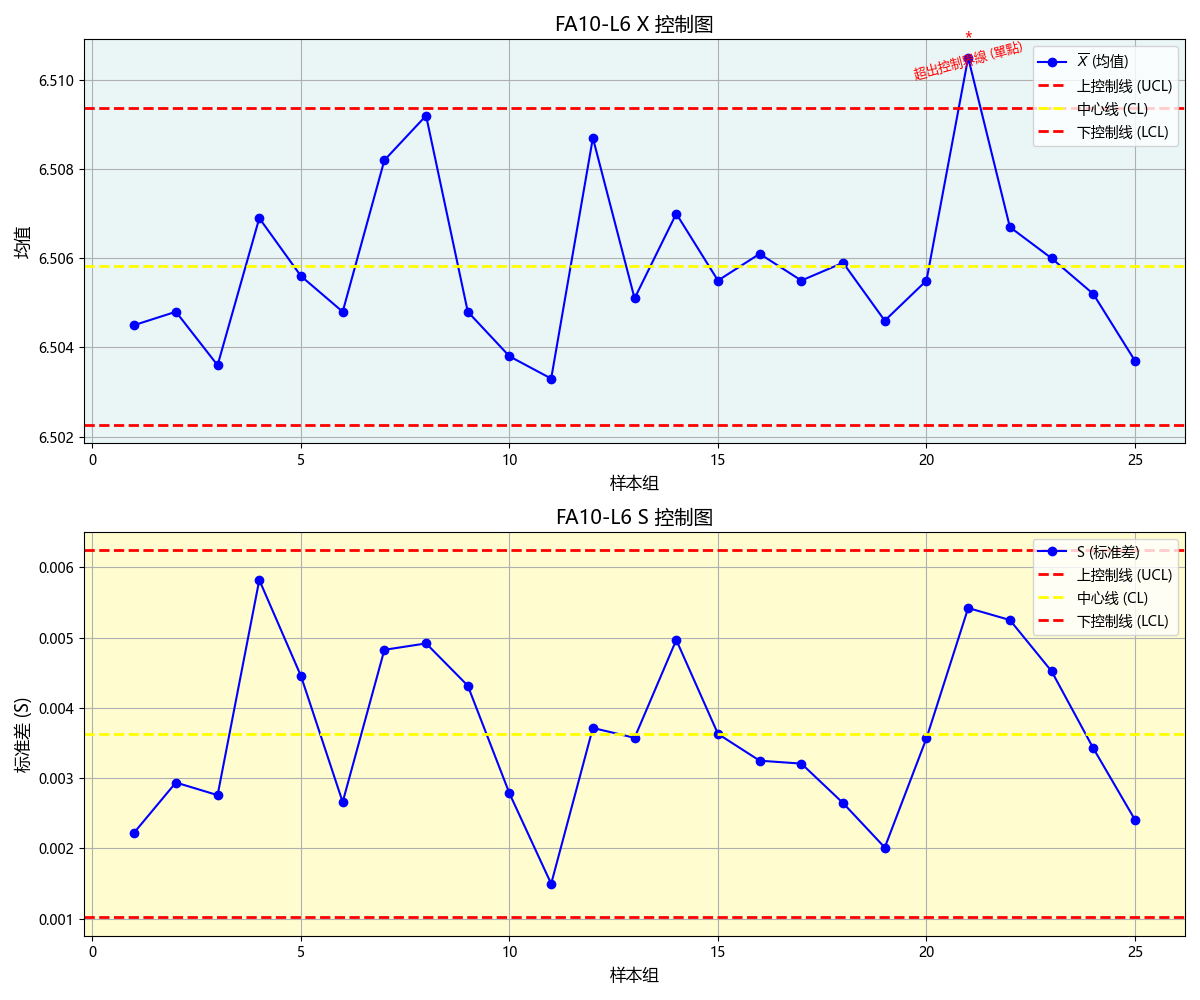 FA10-L6 X 控制图
*
超出控制界線 (單點)
X (均值)
上控制线 (UCL)
中心线 (CL)
下控制线 (LCL)
均值
6.510
6.508
6.506
6.504
6.502
0 5 10 15 20 25
样本组
FA10-L6 S 控制图
S (标准差)
上控制线 (UCL)
中心线 (CL)
下控制线 (LCL)
标准差 (S)
0.006
0.005
0.004
0.003
0.002
0.001
0 5 10 15 20 25
样本组